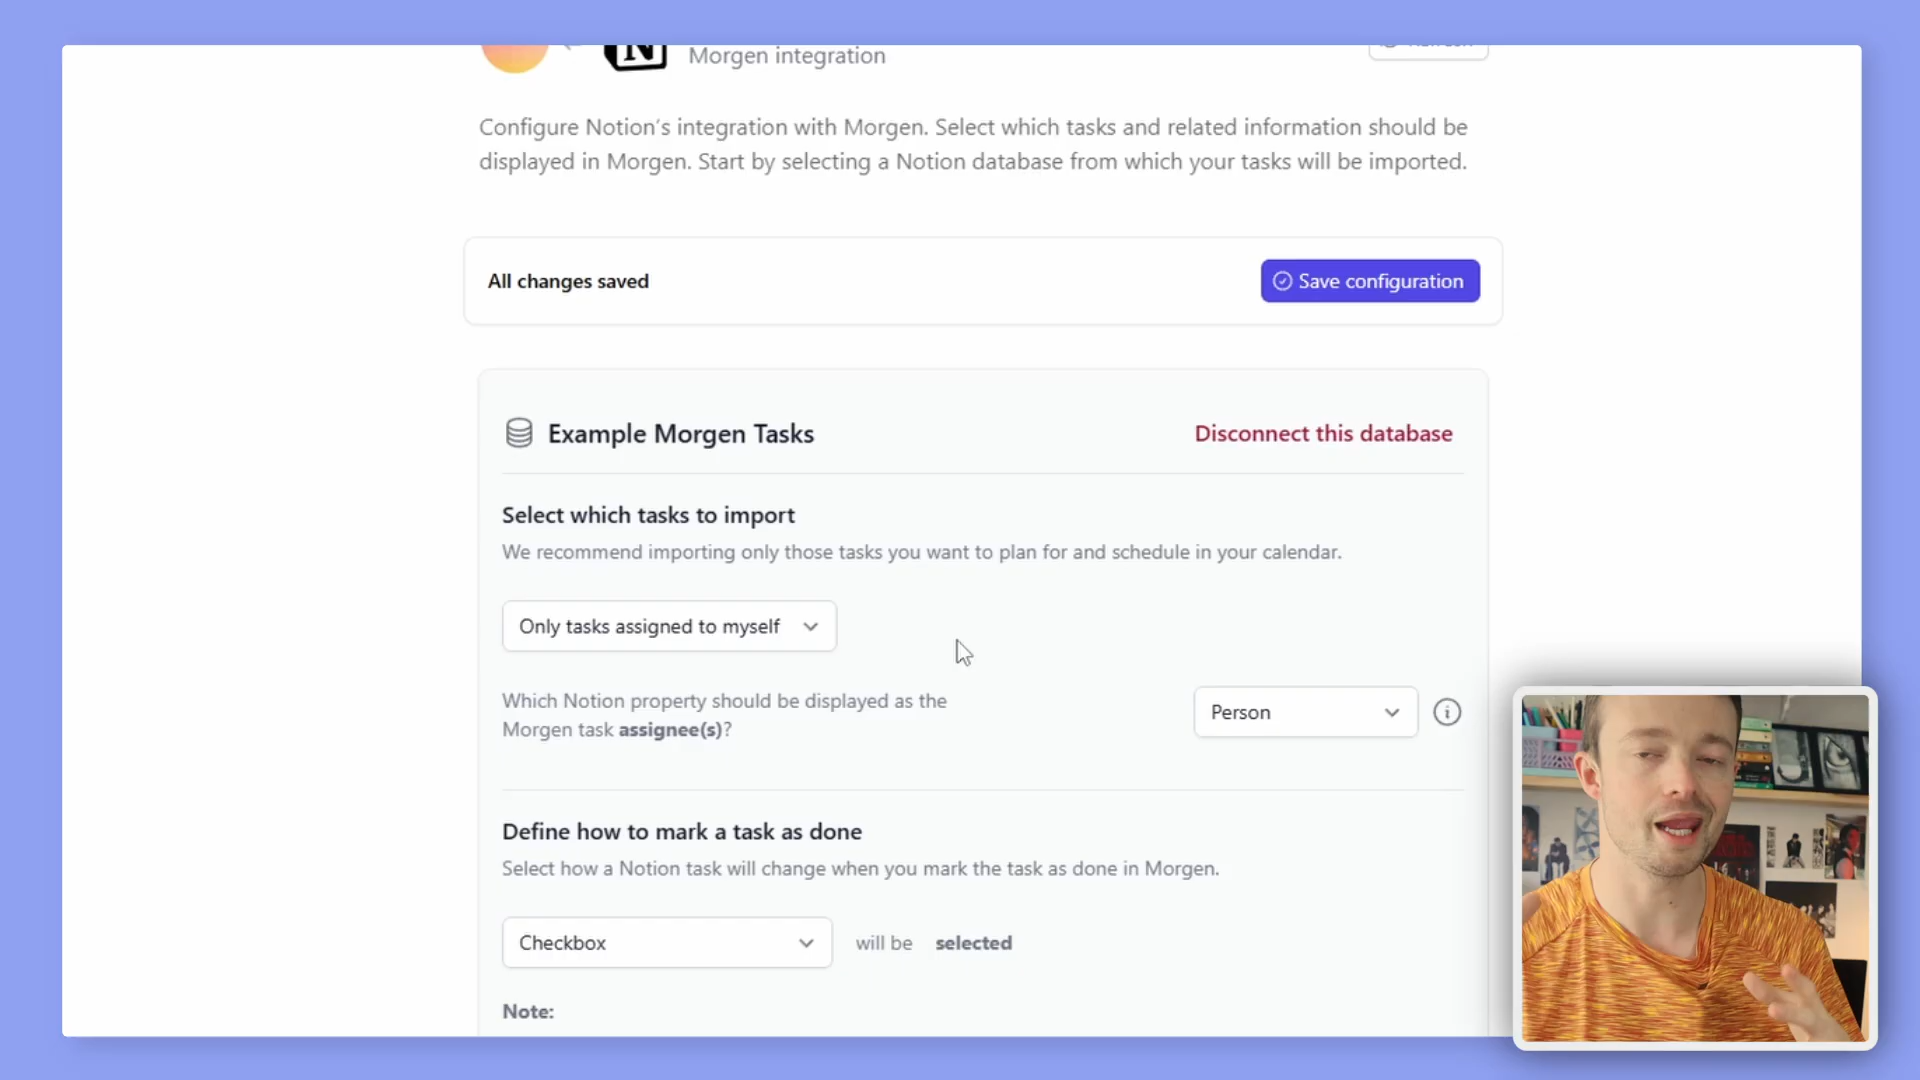 N
Morgen integration
Configure Notion's integration with Morgen. Select which tasks and related information should be
displayed in Morgen. Start by selecting a Notion database from which your tasks will be imported.
All changes saved
Save configuration
Example Morgen Tasks
Disconnect this database
Select which tasks to import
We recommend importing only those tasks you want to plan for and schedule in your calendar.
Only tasks assigned to myself
Which Notion property should be displayed as the
Morgen task assignee(s)?
Person
Define how to mark a task as done
Select how a Notion task will change when you mark the task as done in Morgen.
Checkbox
will be selected
Note: